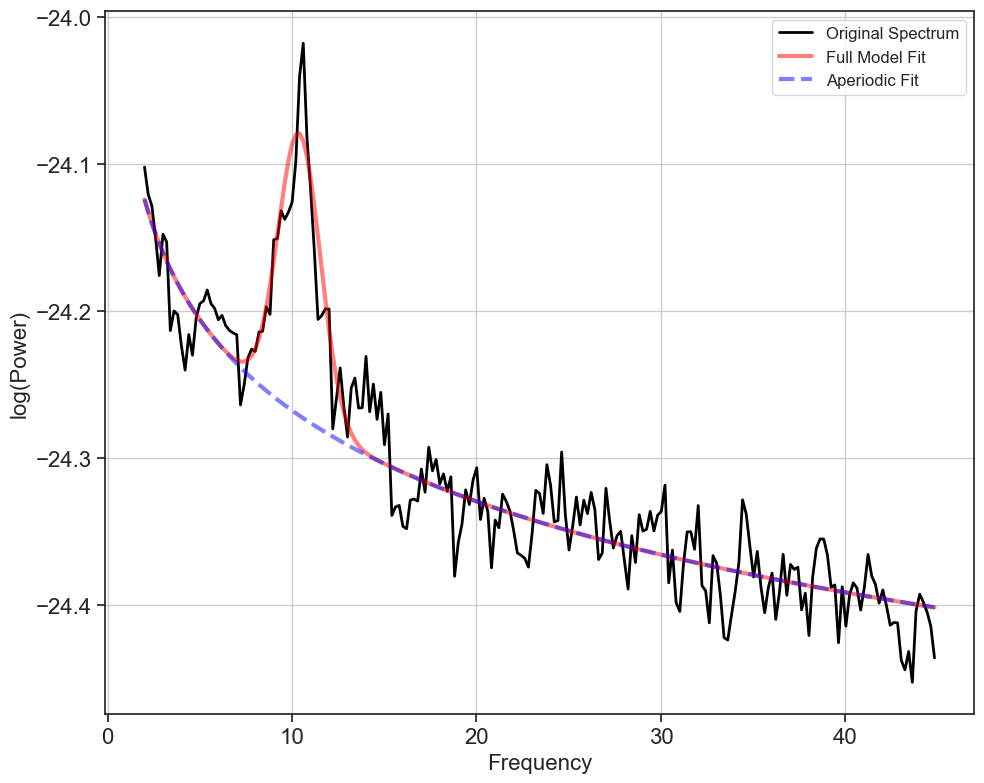 −24.0
−24.1
−24.2
−24.3
−24.4
log(Power)
0
10
20
30
40
Frequency
Original Spectrum
Full Model Fit
Aperiodic Fit